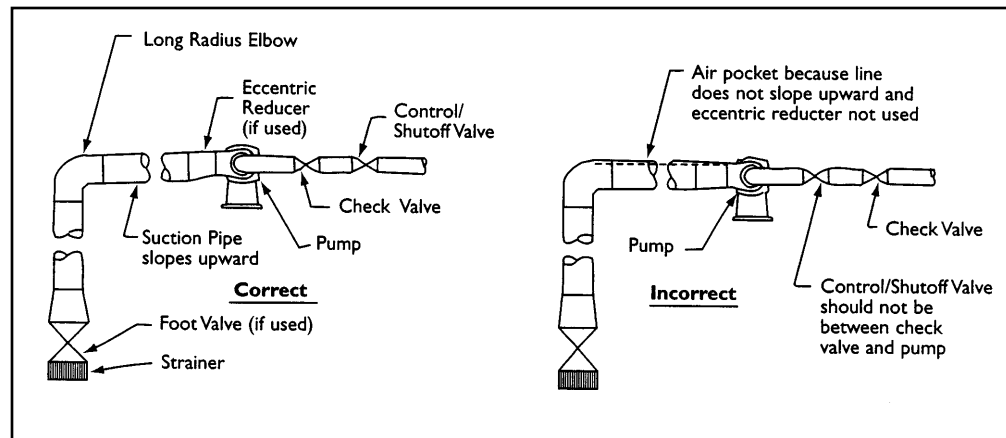 Long Radius Elbow
Eccentric
Reducer
(if used)
Control/
Shutoff Valve
Check Valve
Pump
Suction Pipe
slopes upward
Correct
Foot Valve (if used)
Strainer
Air pocket because line
does not slope upward and
eccentric reducter not used
Pump
Check Valve
Incorrect
Control/Shutoff Valve
should not be
between check
valve and pump